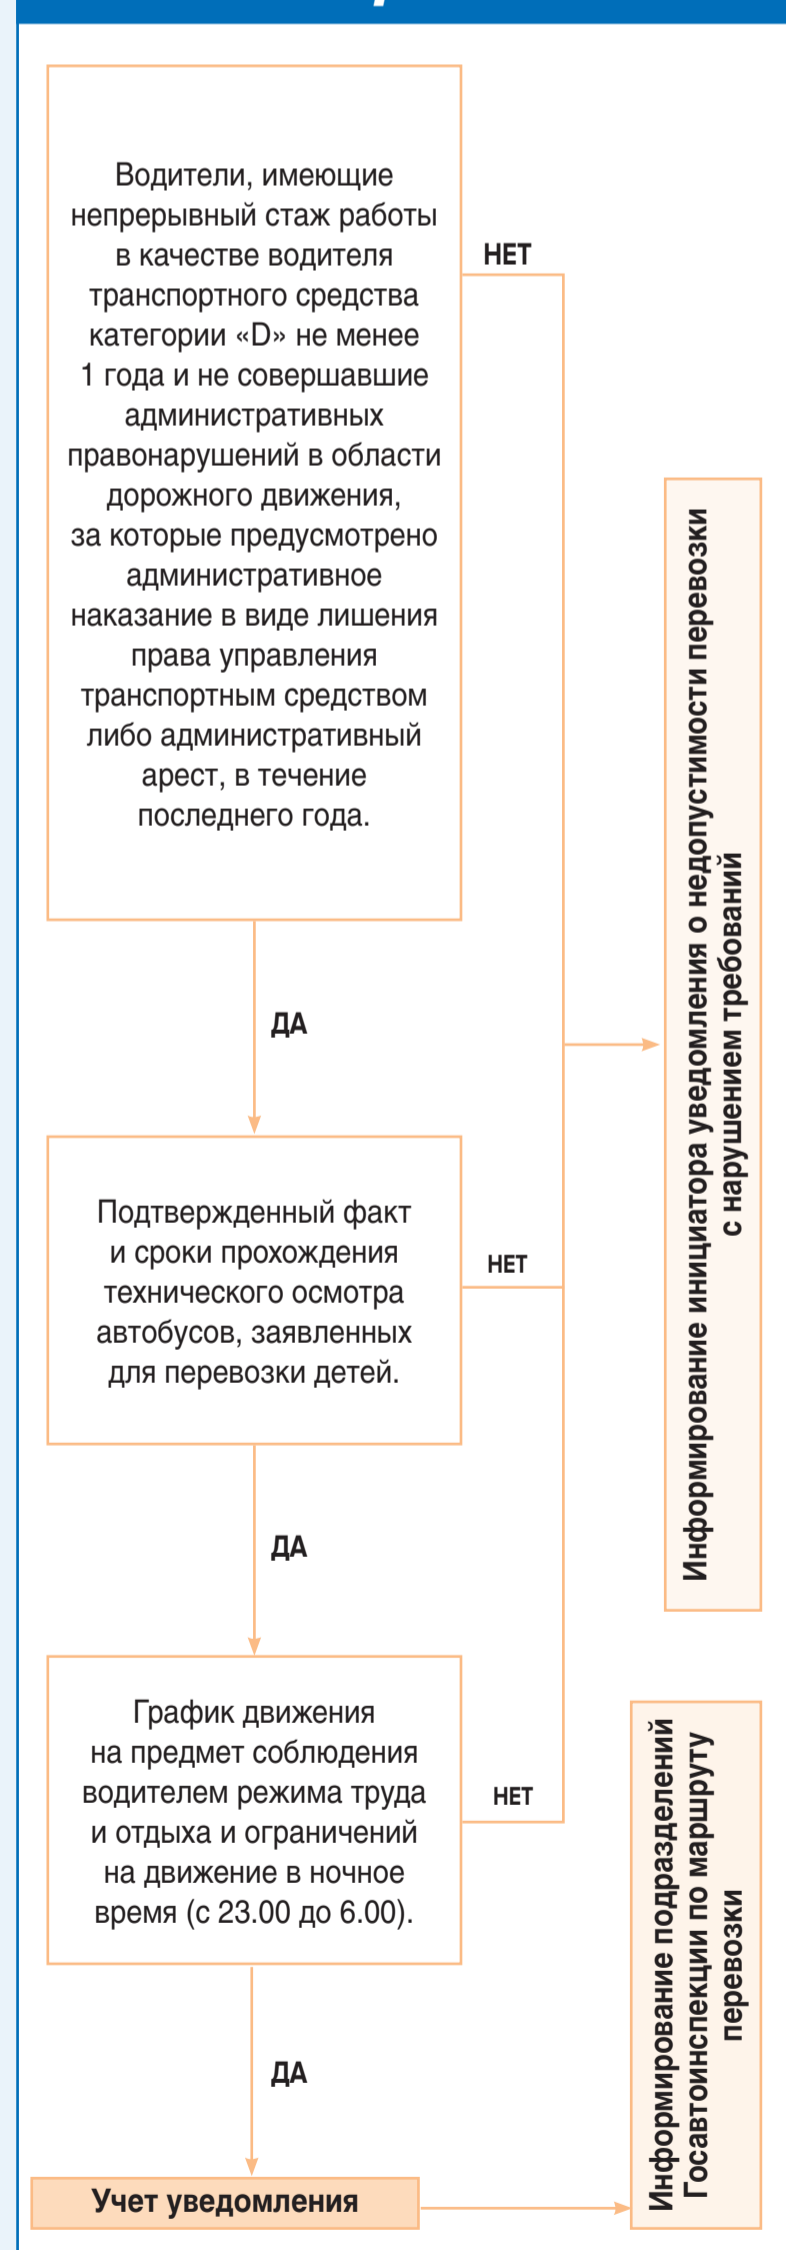 Водители, имеющие
непрерывный стаж работы
в качестве водителя
транспортного средства
категории «D» не менее
1 года и не совершавшие
административных
правонарушений в области
дорожного движения,
за которые предусмотрено
административное
наказание в виде лишения
права управления
транспортным средством
либо административный
арест, в течение
последнего года.
НЕТ
ДА
Подтвержденный факт
и сроки прохождения
технического осмотра
автобусов, заявленных
для перевозки детей.
НЕТ
ДА
График движения
на предмет соблюдения
водителем режима труда
и отдыха и ограничений
на движение в ночное
время (с 23.00 до 6.00).
НЕТ
ДА
Учет уведомления
Информирование инициатора уведомления о недопустимости перевозки
с нарушением требований
Информирование подразделений
Госавтоинспекции по маршруту
перевозки